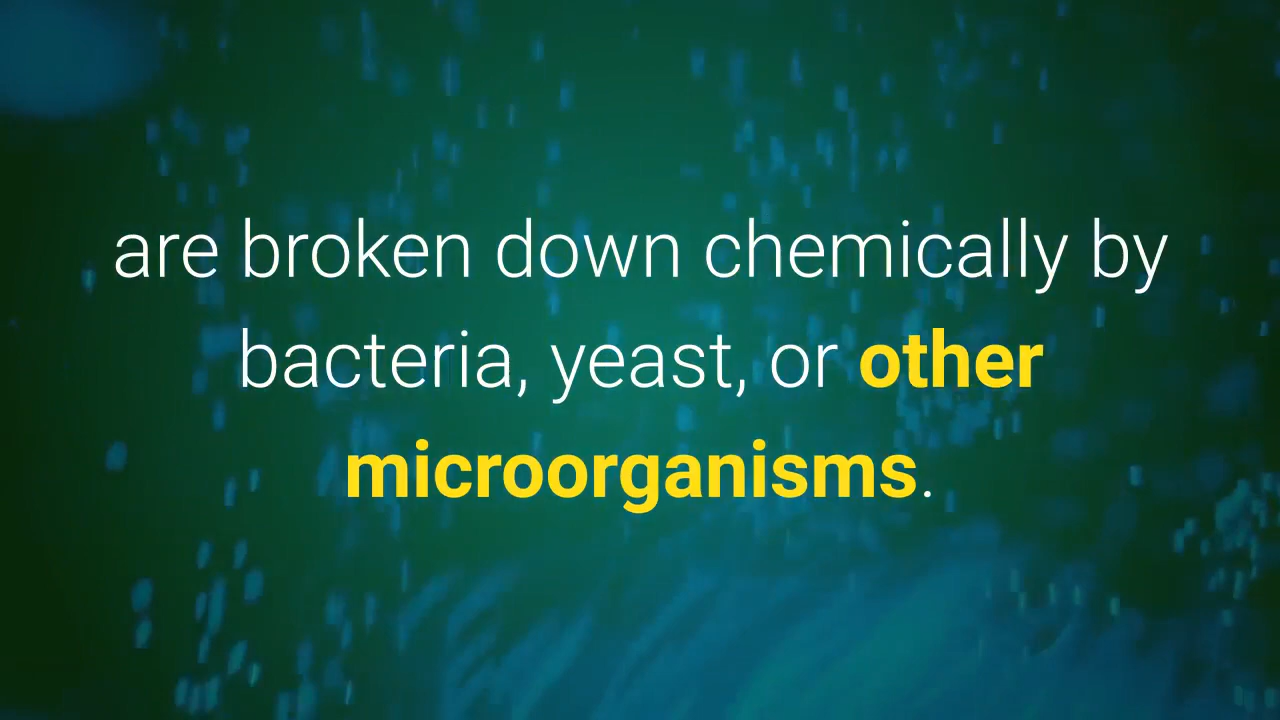 are broken down chemically by
bacteria, yeast, or other
microorganisms.